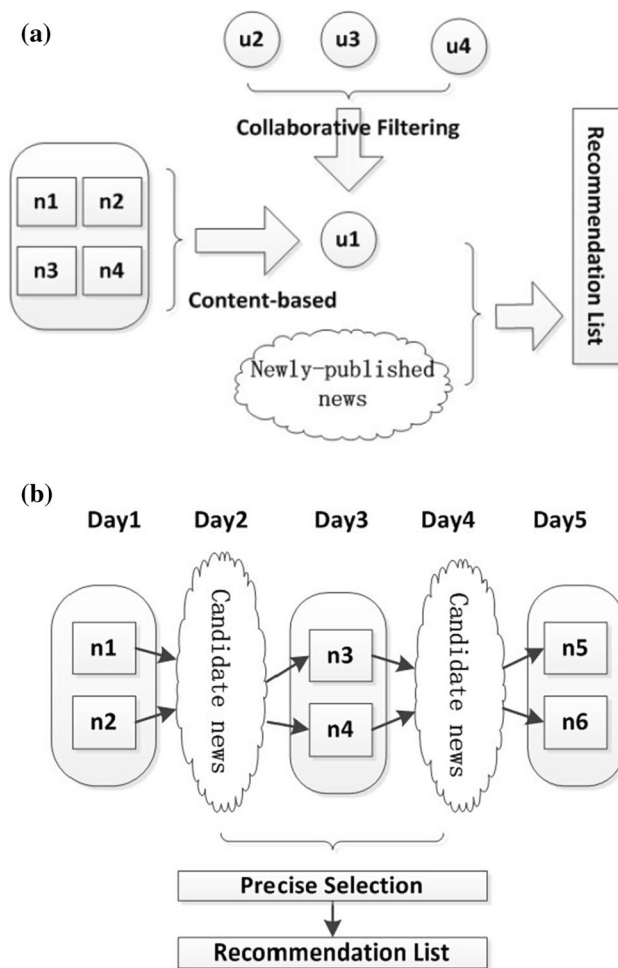 (a)
u2 u3 u4
Collaborative Filtering
n1 n2
n3 n4
u1
Content-based
Newly-published
news
Recommendation List
(b)
Day1 Day2 Day3 Day4 Day5
n1
n2
Candidate news
n3
n4
Candidate news
n5
n6
Precise Selection
Recommendation List